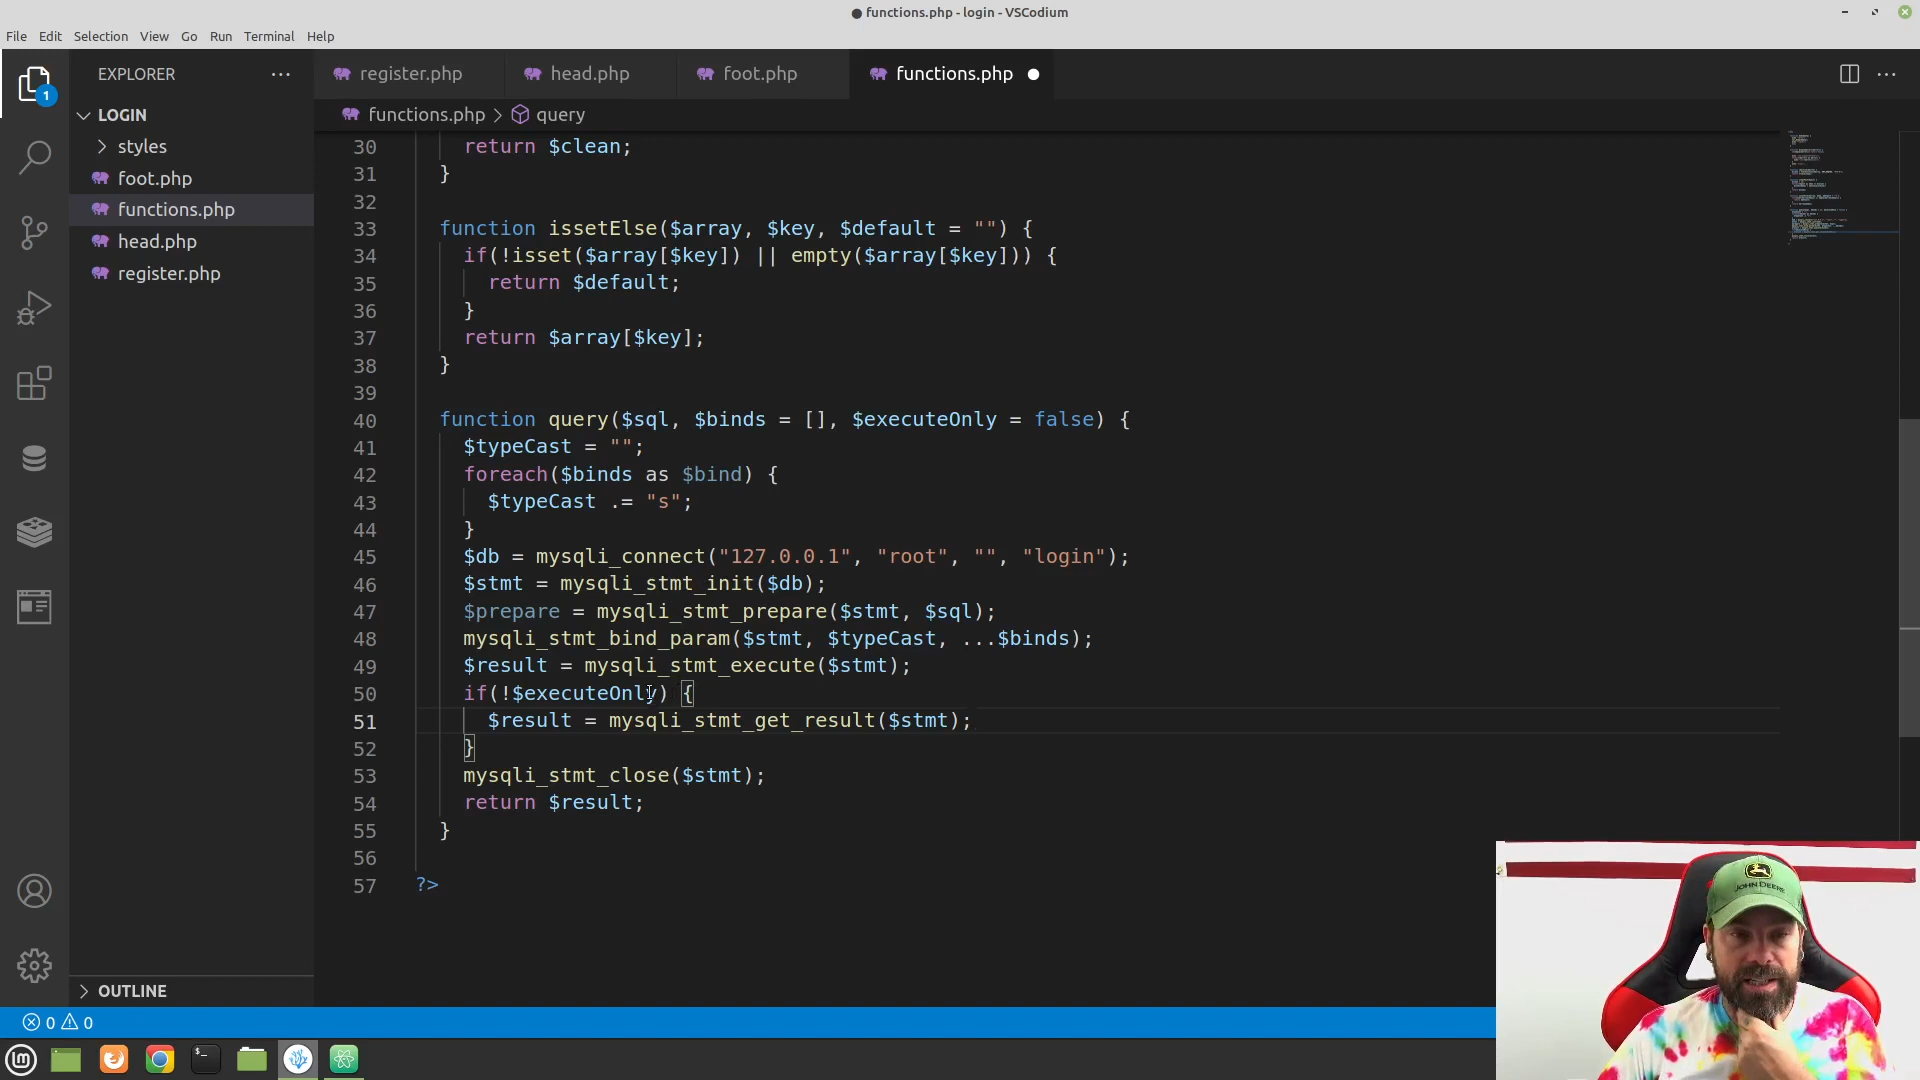 functions.php - login - VSCodium
File Edit Selection View Go Run Terminal Help
1
EXPLORER
LOGIN
styles
foot.php
functions.php
head.php
register.php
OUTLINE
register.php head.php foot.php functions.php
functions.php > query
30 return $clean;
31 }
32
33 function issetElse($array, $key, $default = "") {
34 if(!isset($array[$key]) || empty($array[$key])) {
35 return $default;
36 }
37 return $array[$key];
38 }
39
40 function query($sql, $binds = [], $executeOnly = false) {
41 $typeCast = "";
42 foreach($binds as $bind) {
43 $typeCast .= "s";
44 }
45 $db = mysqli_connect("127.0.0.1", "root", "", "login");
46 $stmt = mysqli_stmt_init($db);
47 $prepare = mysqli_stmt_prepare($stmt, $sql);
48 mysqli_stmt_bind_param($stmt, $typeCast, ...$binds);
49 $result = mysqli_stmt_execute($stmt);
50 if(!$executeOnly) {
51 $result = mysqli_stmt_get_result($stmt);
52 }
53 mysqli_stmt_close($stmt);
54 return $result;
55 }
56
57 ?>
0 0
JOHN DEERE